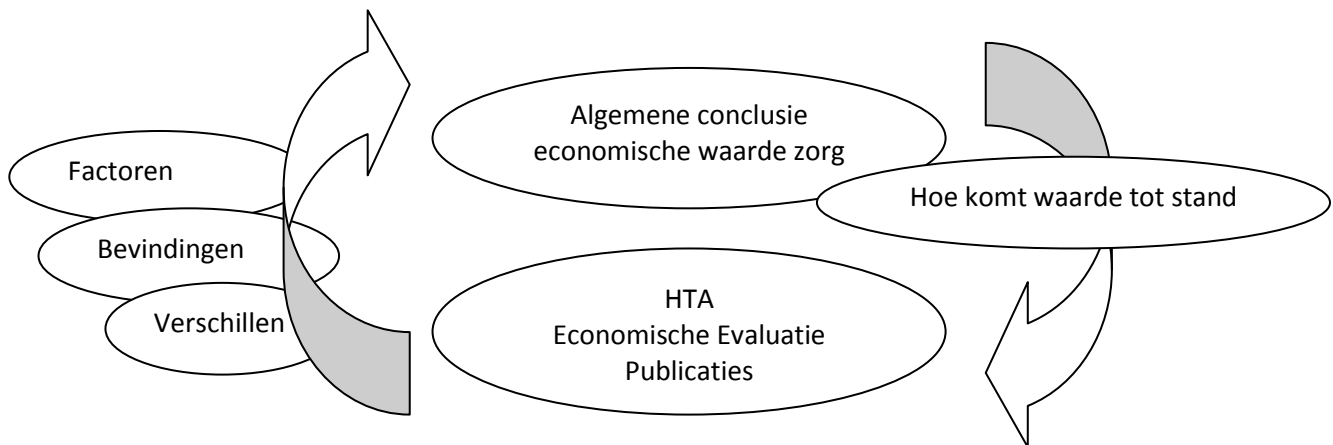 Factoren
Bevindingen
Verschillen
Algemene conclusie
economische waarde zorg
Hoe komt waarde tot stand
HTA
Economische Evaluatie
Publicaties